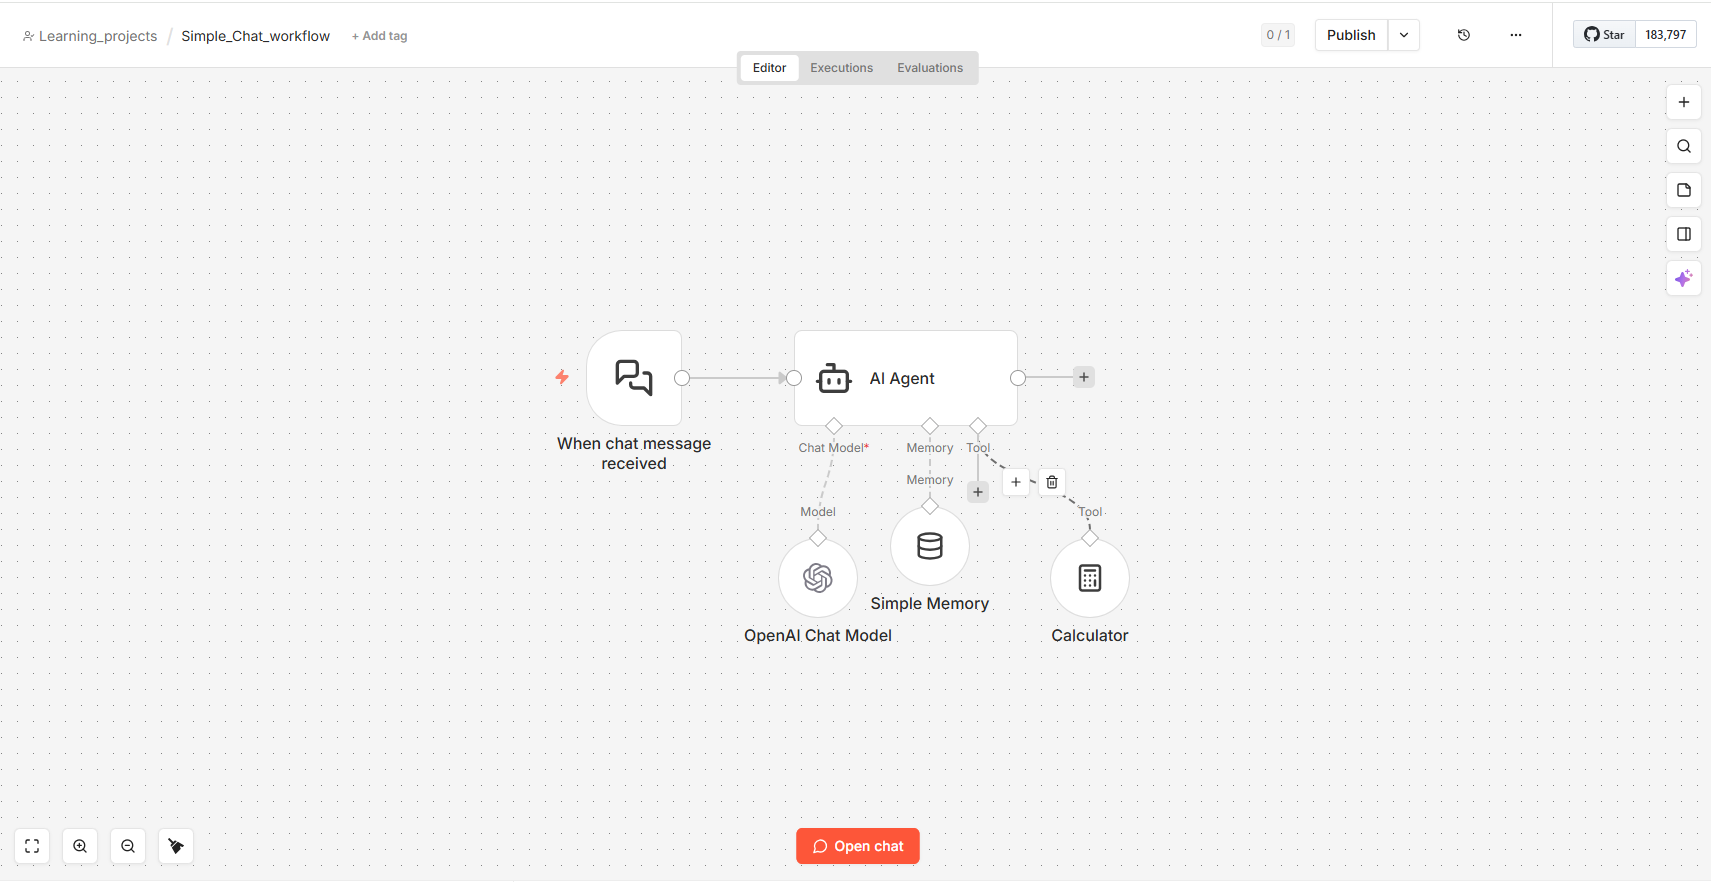 Learning_projects / Simple_Chat_workflow + Add tag
0 / 1 Publish Star 183,797
Editor Executions Evaluations
AI Agent
When chat message
received
Chat Model* Memory Tool
Memory
Model Tool
Simple Memory
OpenAI Chat Model Calculator
Open chat